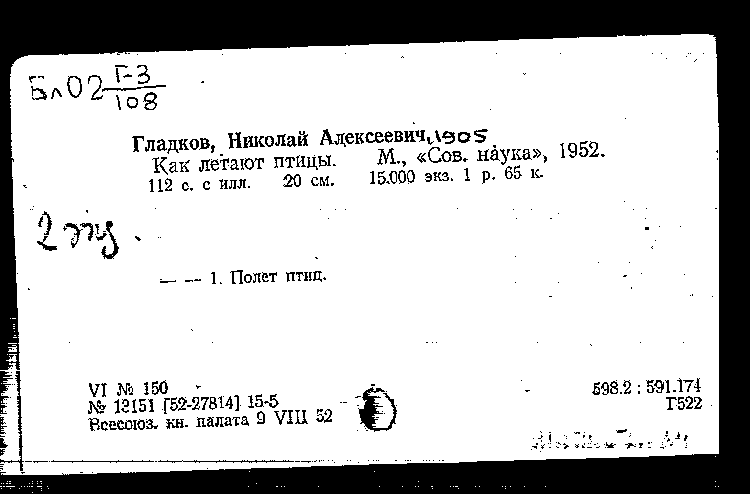 Бл02 Г-3/108
Гладков, Николай Алексеевич, 1905
Как летают птицы. М., «Сов. наука», 1952.
112 с. с илл. 20 см. 15.000 экз. 1 р. 65 к.
2 экз.
— — 1. Полет птиц.
VI № 150
№ 13151 [52-27814] 15-5
Всесоюз. кн. палата 9 VIII 52
598.2 : 591.174
Г522